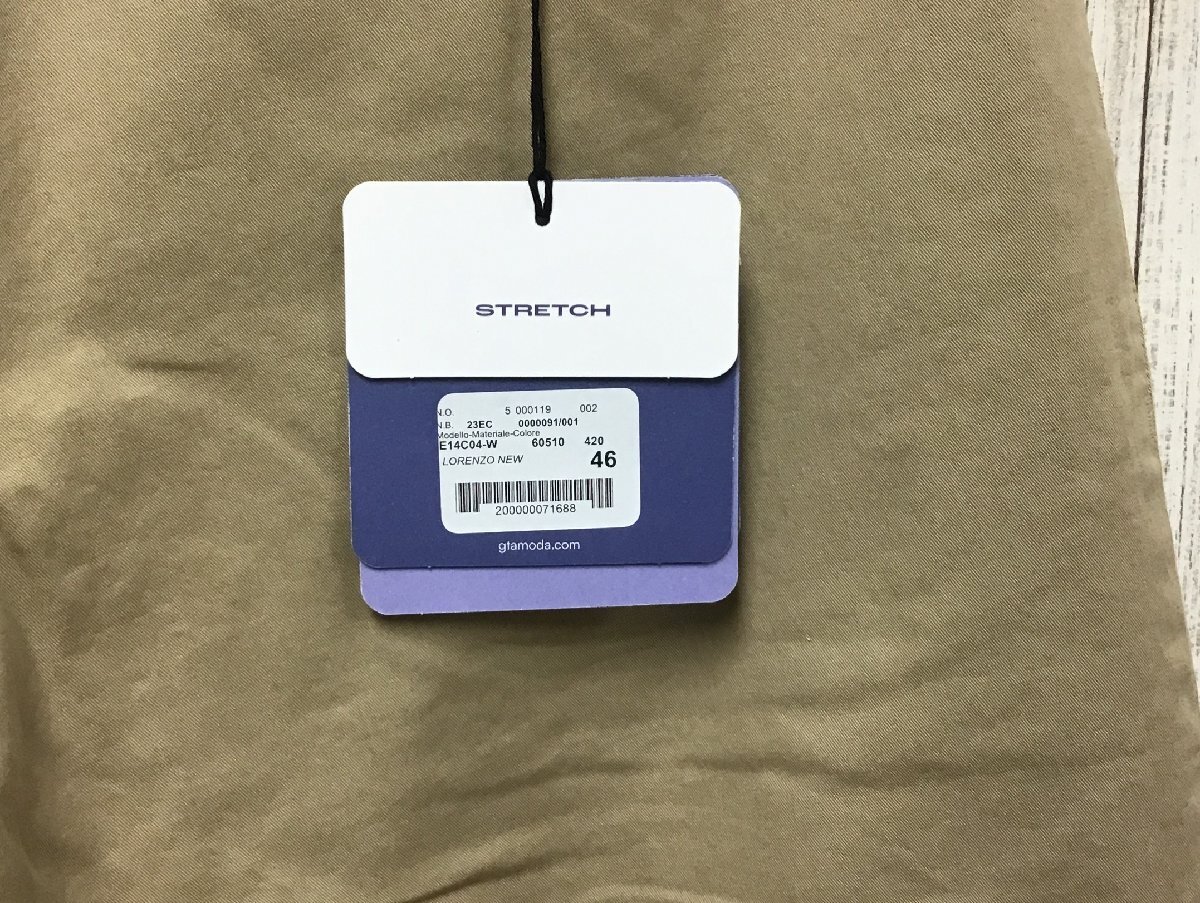 STRETCH
N.O. 5 000119 002
N.B. 23EC 0000091/001
Modello-Materiale-Colore
E14C04-W 60510 420
LORENZO NEW 46
200000071688
gtamoda.com